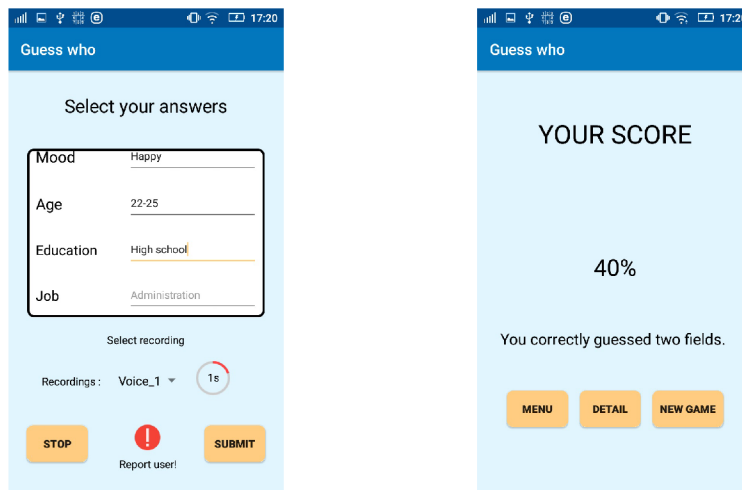 17:20
Guess who
Select your answers
Mood Happy
Age 22-25
Education High school
Job Administration
Select recording
Recordings : Voice_1 1s
STOP
SUBMIT
Report user!
17:20
Guess who
YOUR SCORE
40%
You correctly guessed two fields.
MENU DETAIL NEW GAME